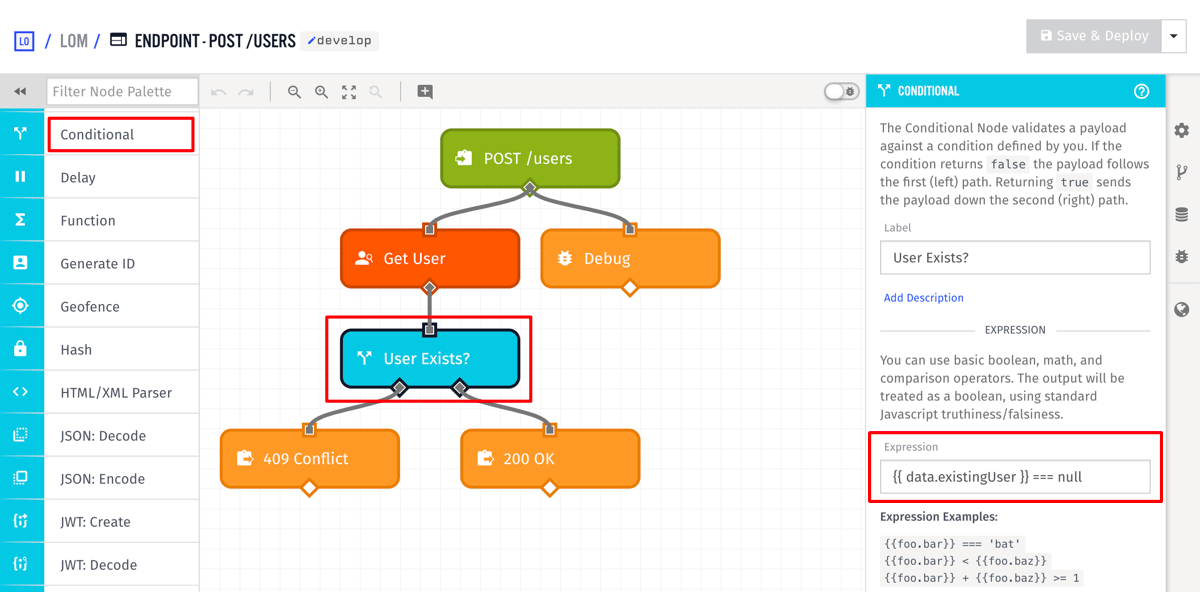 LO / LOM / ENDPOINT - POST /USERS develop
Save & Deploy
Filter Node Palette
Conditional
Delay
Function
Generate ID
Geofence
Hash
HTML/XML Parser
JSON: Decode
JSON: Encode
JWT: Create
JWT: Decode
POST /users
Get User
Debug
User Exists?
409 Conflict
200 OK
CONDITIONAL
The Conditional Node validates a payload
against a condition defined by you. If the
condition returns false the payload follows
the first (left) path. Returning true sends
the payload down the second (right) path.
Label
User Exists?
Add Description
EXPRESSION
You can use basic boolean, math, and
comparison operators. The output will be
treated as a boolean, using standard
Javascript truthiness/falsiness.
Expression
{{ data.existingUser }} === null
Expression Examples:
{{foo.bar}} === 'bat'
{{foo.bar}} < {{foo.baz}}
{{foo.bar}} + {{foo.baz}} >= 1